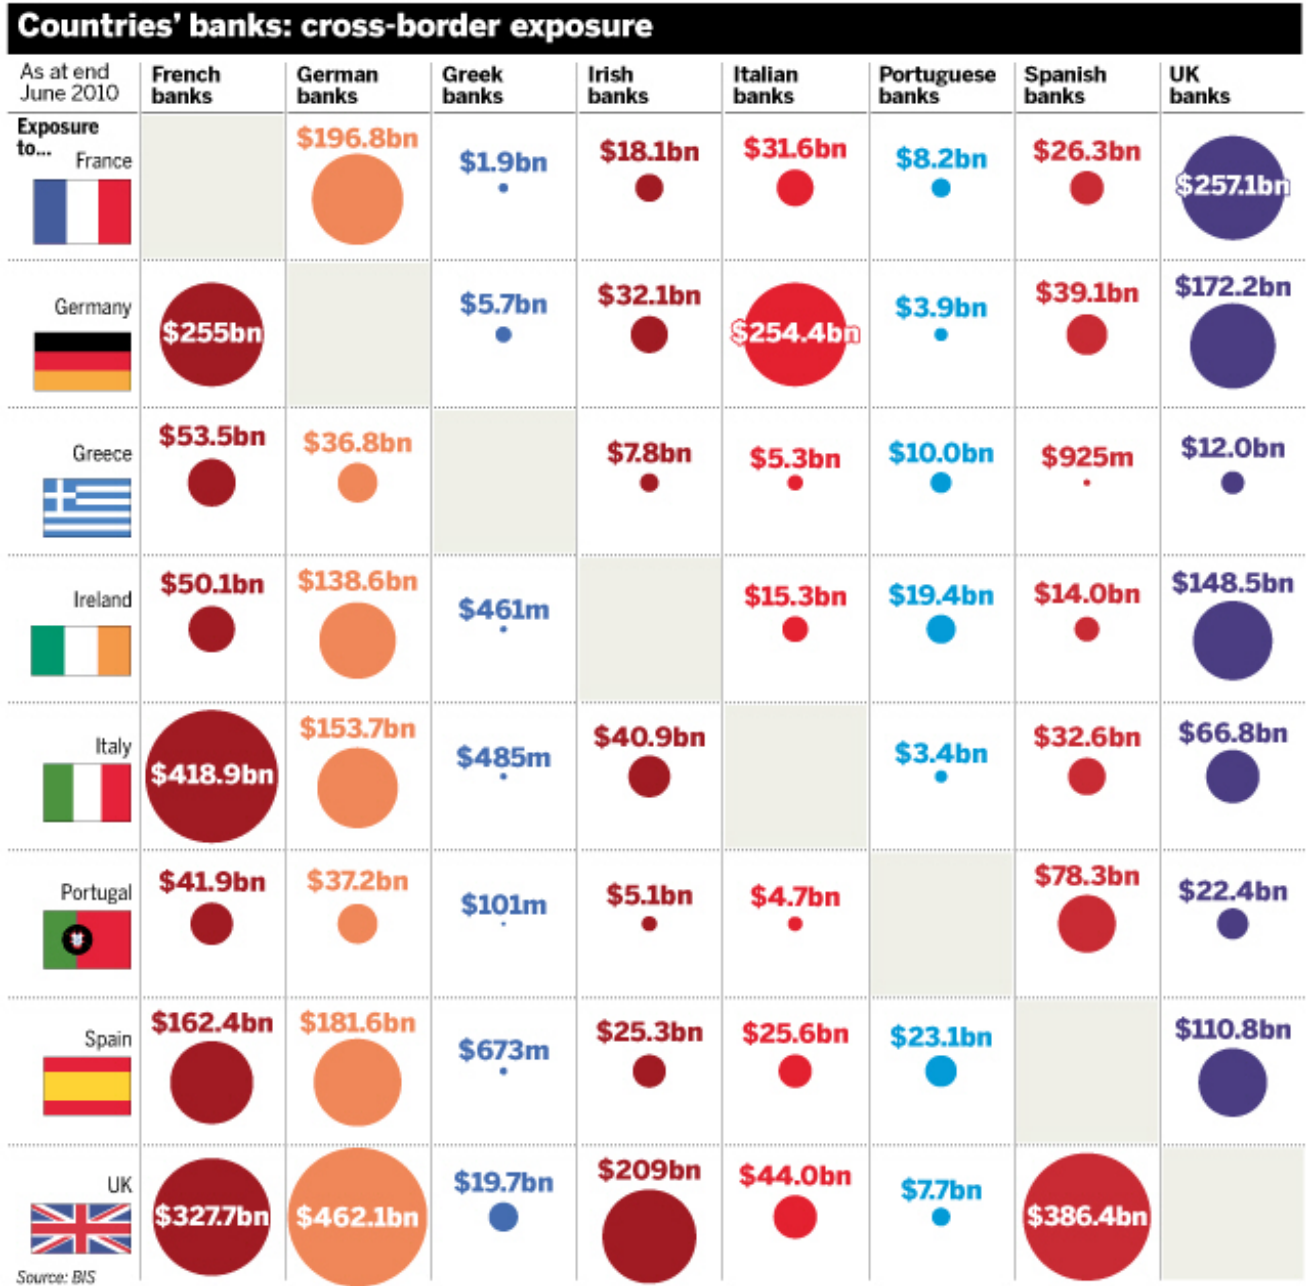 Countries' banks: cross-border exposure
As at end
June 2010
French
banks
German
banks
Greek
banks
Irish
banks
Italian
banks
Portuguese
banks
Spanish
banks
UK
banks
Exposure
to...
France
$196.8bn
$1.9bn
$18.1bn
$31.6bn
$8.2bn
$26.3bn
$257.1bn
Germany
$255bn
$5.7bn
$32.1bn
$254.4bn
$3.9bn
$39.1bn
$172.2bn
Greece
$53.5bn
$36.8bn
$7.8bn
$5.3bn
$10.0bn
$925m
$12.0bn
Ireland
$50.1bn
$138.6bn
$461m
$15.3bn
$19.4bn
$14.0bn
$148.5bn
Italy
$418.9bn
$153.7bn
$485m
$40.9bn
$3.4bn
$32.6bn
$66.8bn
Portugal
$41.9bn
$37.2bn
$101m
$5.1bn
$4.7bn
$78.3bn
$22.4bn
Spain
$162.4bn
$181.6bn
$673m
$25.3bn
$25.6bn
$23.1bn
$110.8bn
UK
$327.7bn
$462.1bn
$19.7bn
$209bn
$44.0bn
$7.7bn
$386.4bn
Source: BIS